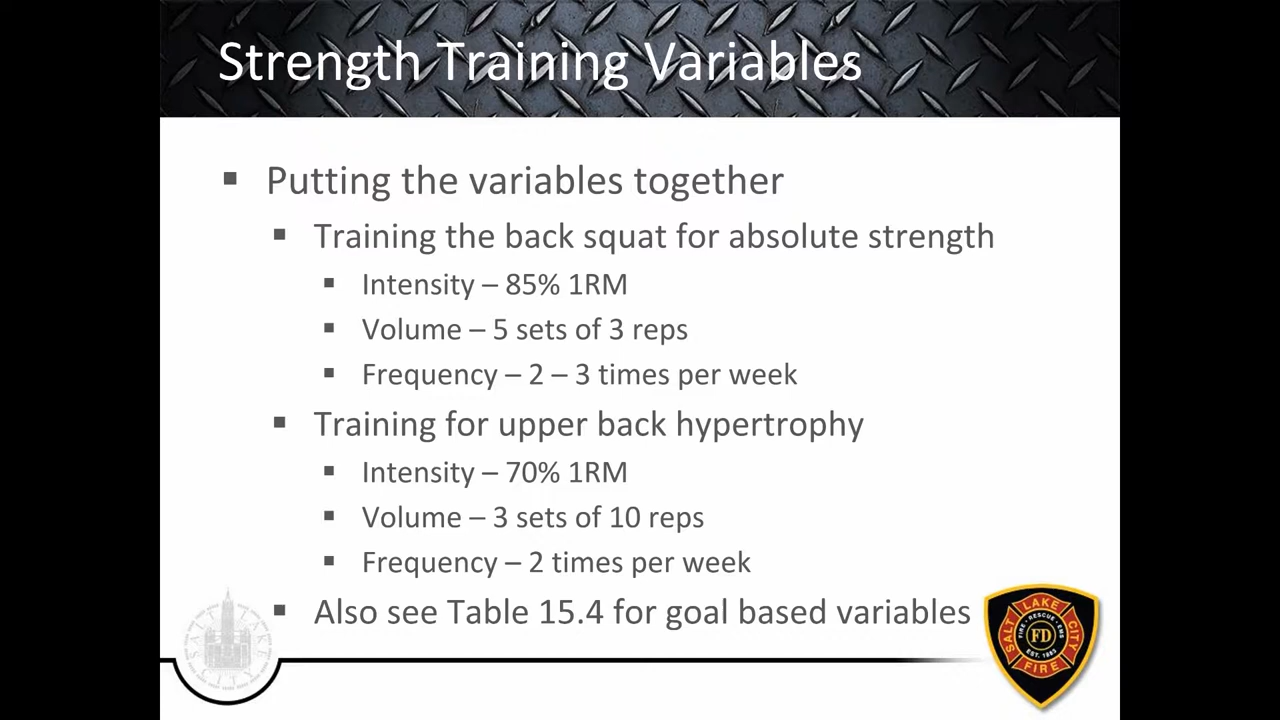 Strength Training Variables
▪ Putting the variables together
▪ Training the back squat for absolute strength
▪ Intensity – 85% 1RM
▪ Volume – 5 sets of 3 reps
▪ Frequency – 2 – 3 times per week
▪ Training for upper back hypertrophy
▪ Intensity – 70% 1RM
▪ Volume – 3 sets of 10 reps
▪ Frequency – 2 times per week
▪ Also see Table 15.4 for goal based variables
SALT LAKE CITY
SALT LAKE CITY
FIRE
FIRE • RESCUE • EMS
FD
EST. 1883